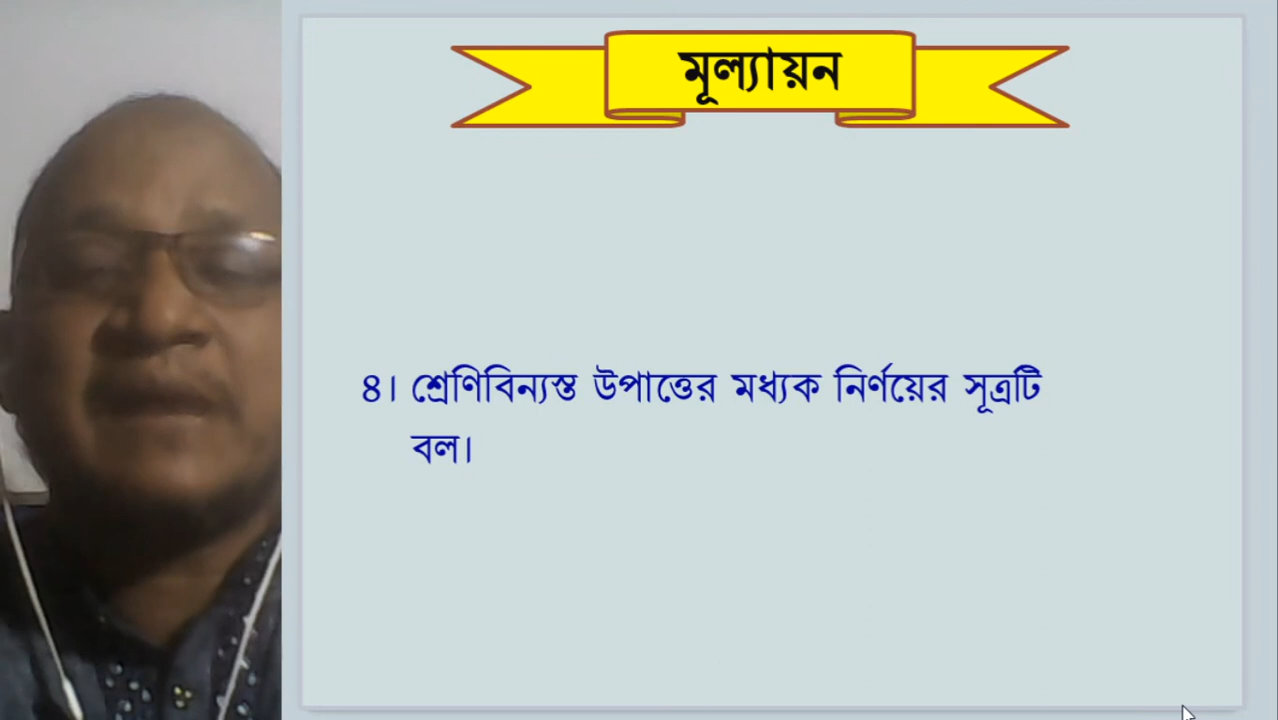 মূল্যায়ন
৪। শ্রেণিবিন্যস্ত উপাত্তের মধ্যক নির্ণয়ের সূত্রটি
বল।